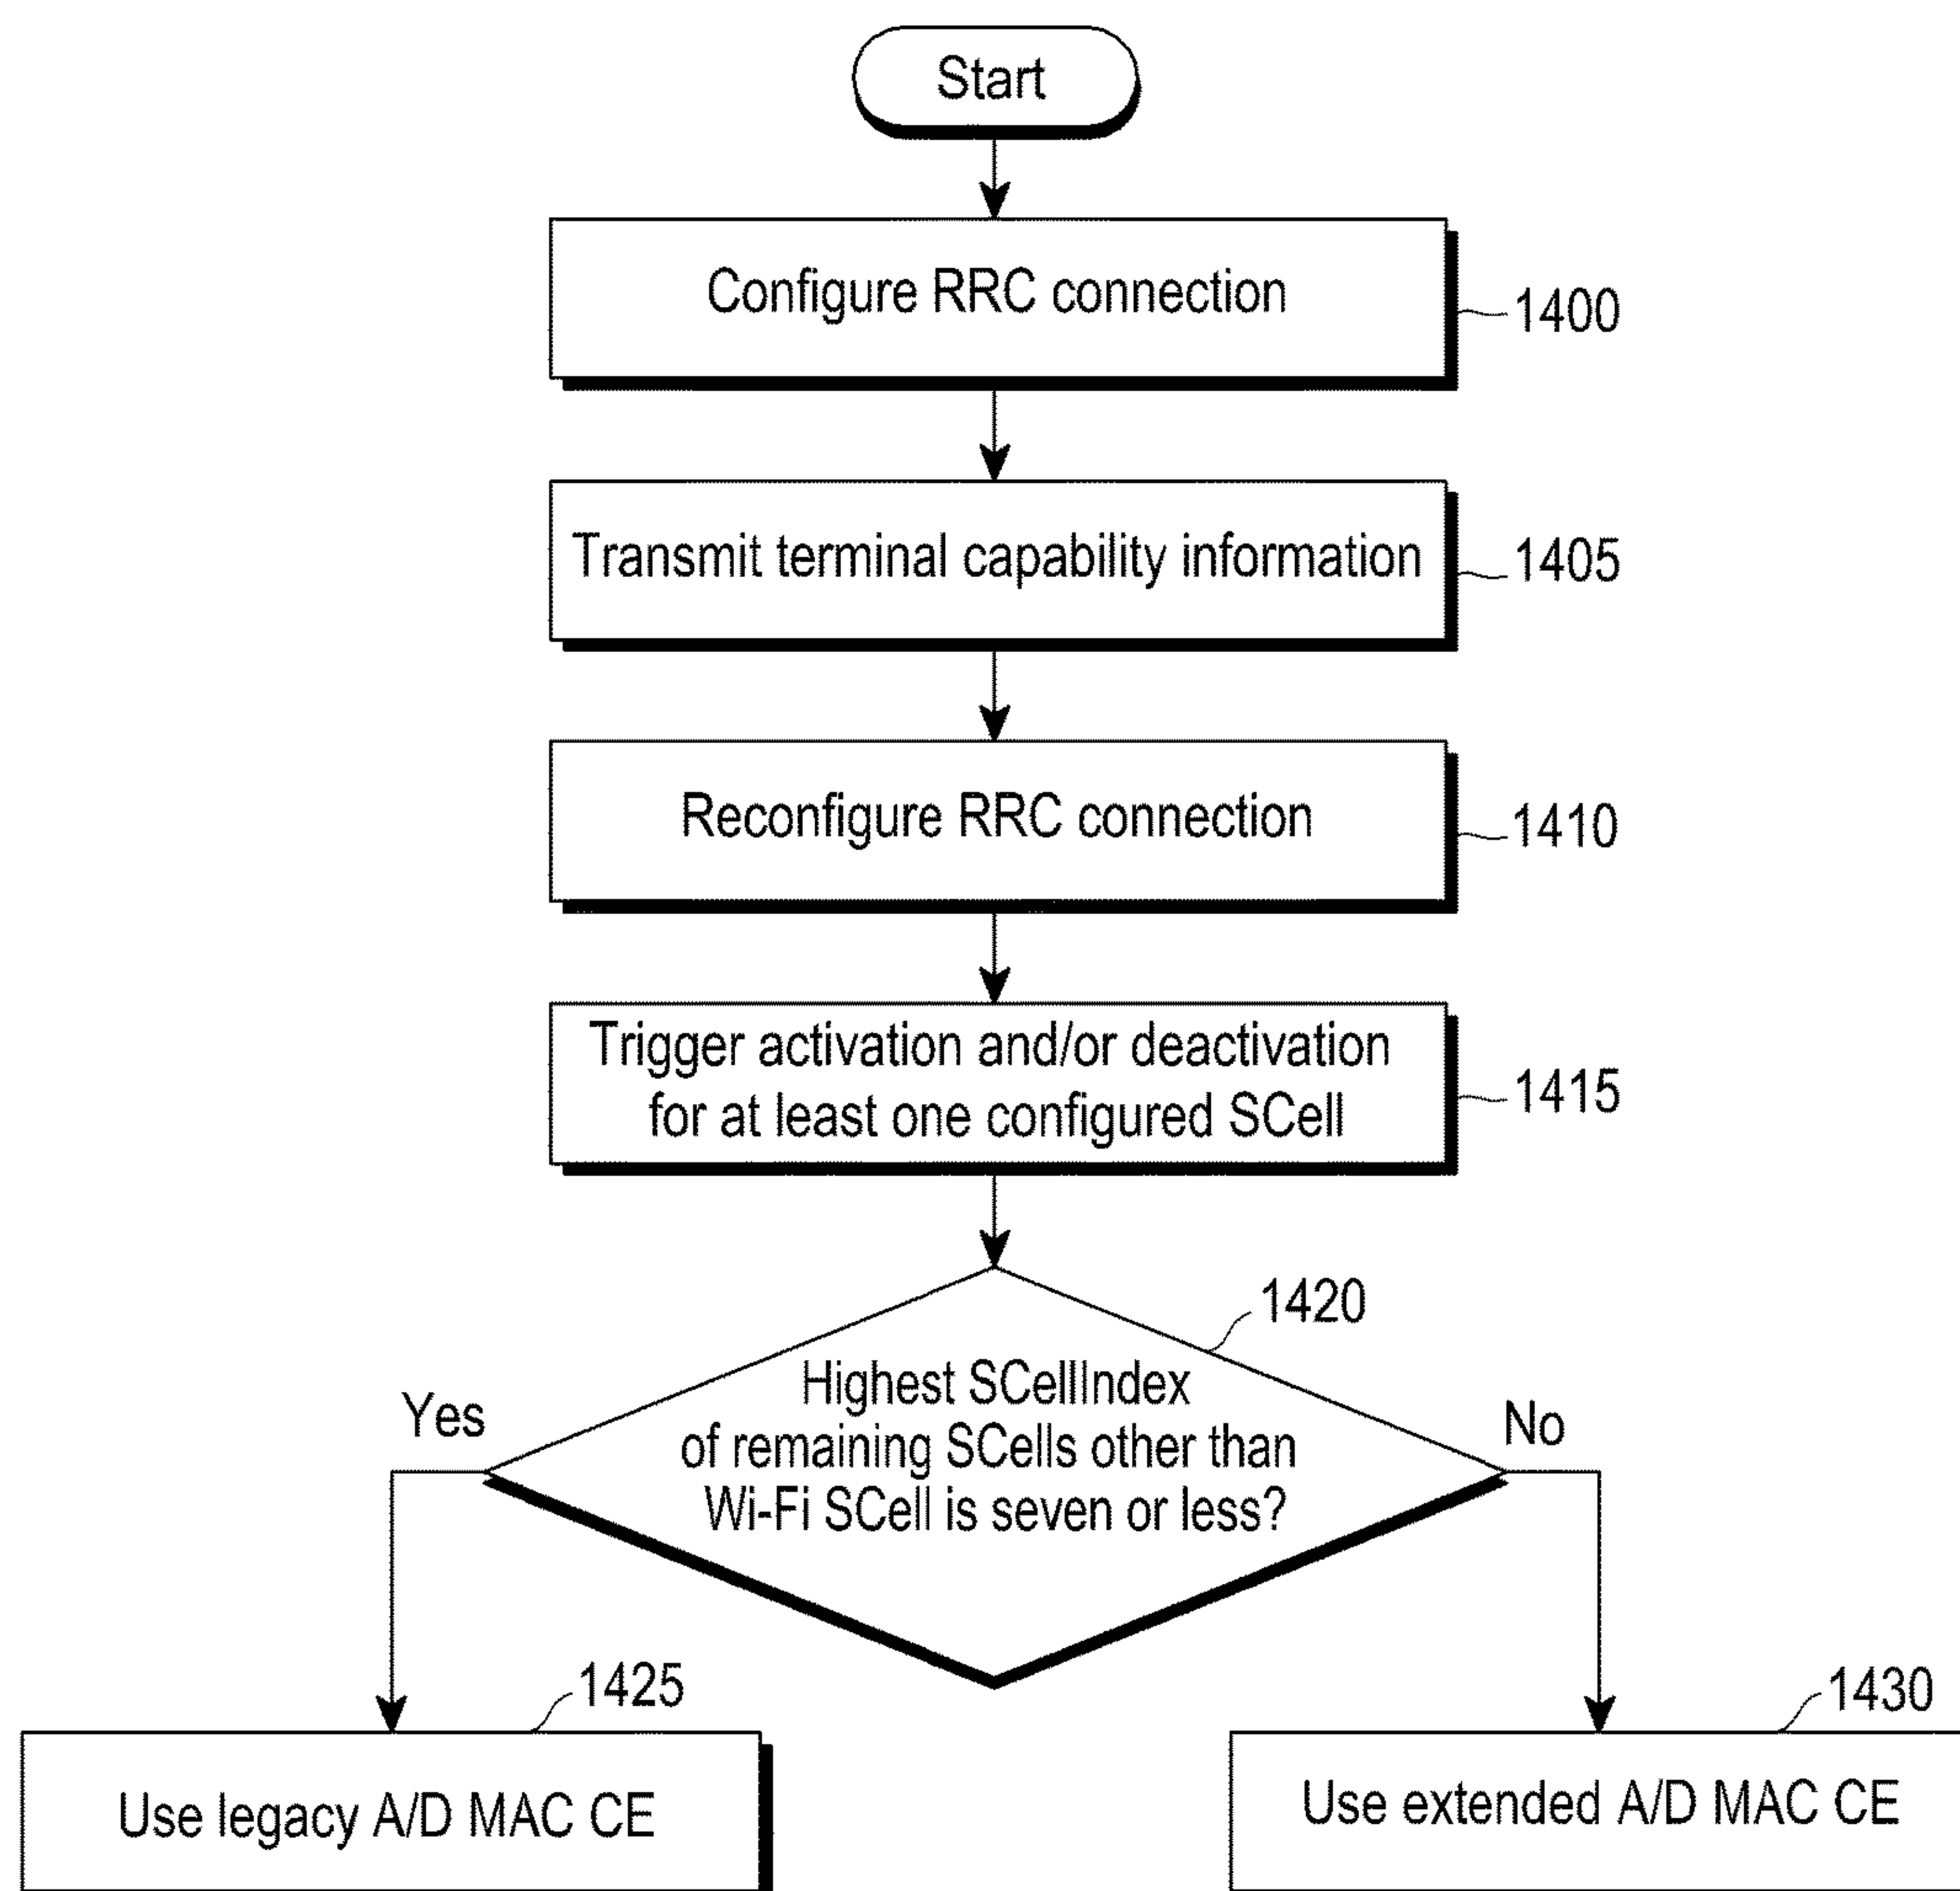 Start
Configure RRC connection
1400
Transmit terminal capability information
1405
Reconfigure RRC connection
1410
Trigger activation and/or deactivation
for at least one configured SCell
1415
1420
Highest SCellIndex
of remaining SCells other than
Wi-Fi SCell is seven or less?
Yes
No
1425
Use legacy A/D MAC CE
1430
Use extended A/D MAC CE